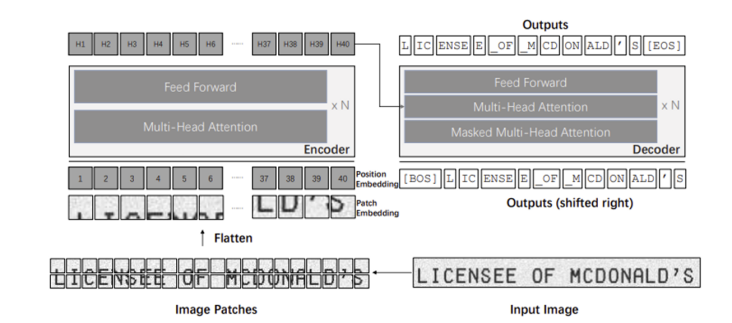 Outputs
H1 H2 H3 H4 H5 H6 ...... H37 H38 H39 H40
L IC ENSE E _OF _M CD ON ALD ' S [EOS]
Feed Forward
Multi-Head Attention
x N
Encoder
Feed Forward
Multi-Head Attention
Masked Multi-Head Attention
x N
Decoder
1 2 3 4 5 6 ...... 37 38 39 40
Position Embedding
[BOS] L IC ENSE E _OF _M CD ON ALD ' S
Patch Embedding
Outputs (shifted right)
Flatten
LICENSEE OF MCDONALD'S
LICENSEE OF MCDONALD'S
Image Patches
Input Image